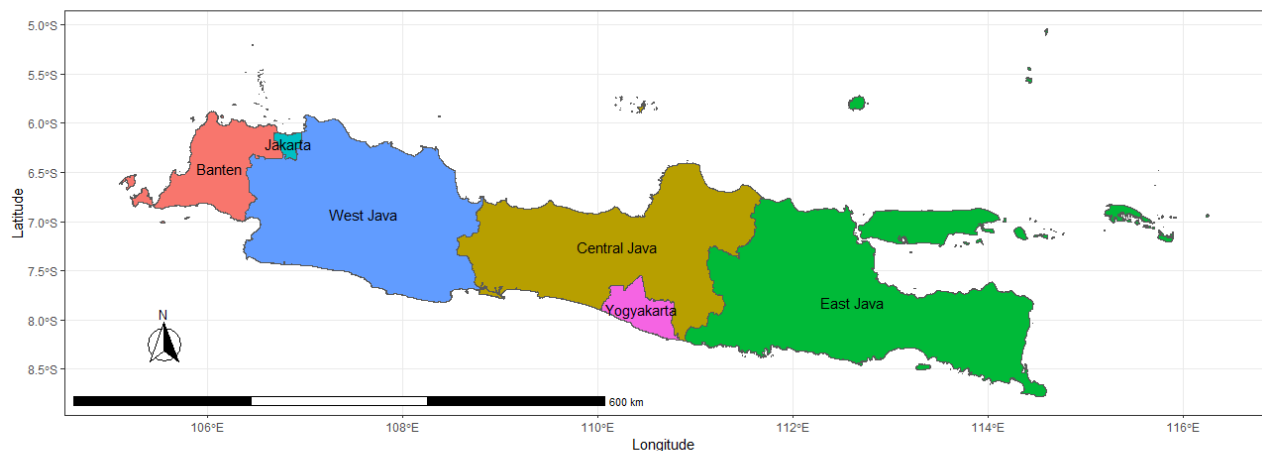 5.0°S
5.5°S
6.0°S
6.5°S
7.0°S
7.5°S
8.0°S
8.5°S
Latitude
Jakarta
Banten
West Java
Central Java
East Java
Yogyakarta
N
600 km
106°E
108°E
110°E
112°E
114°E
116°E
Longitude